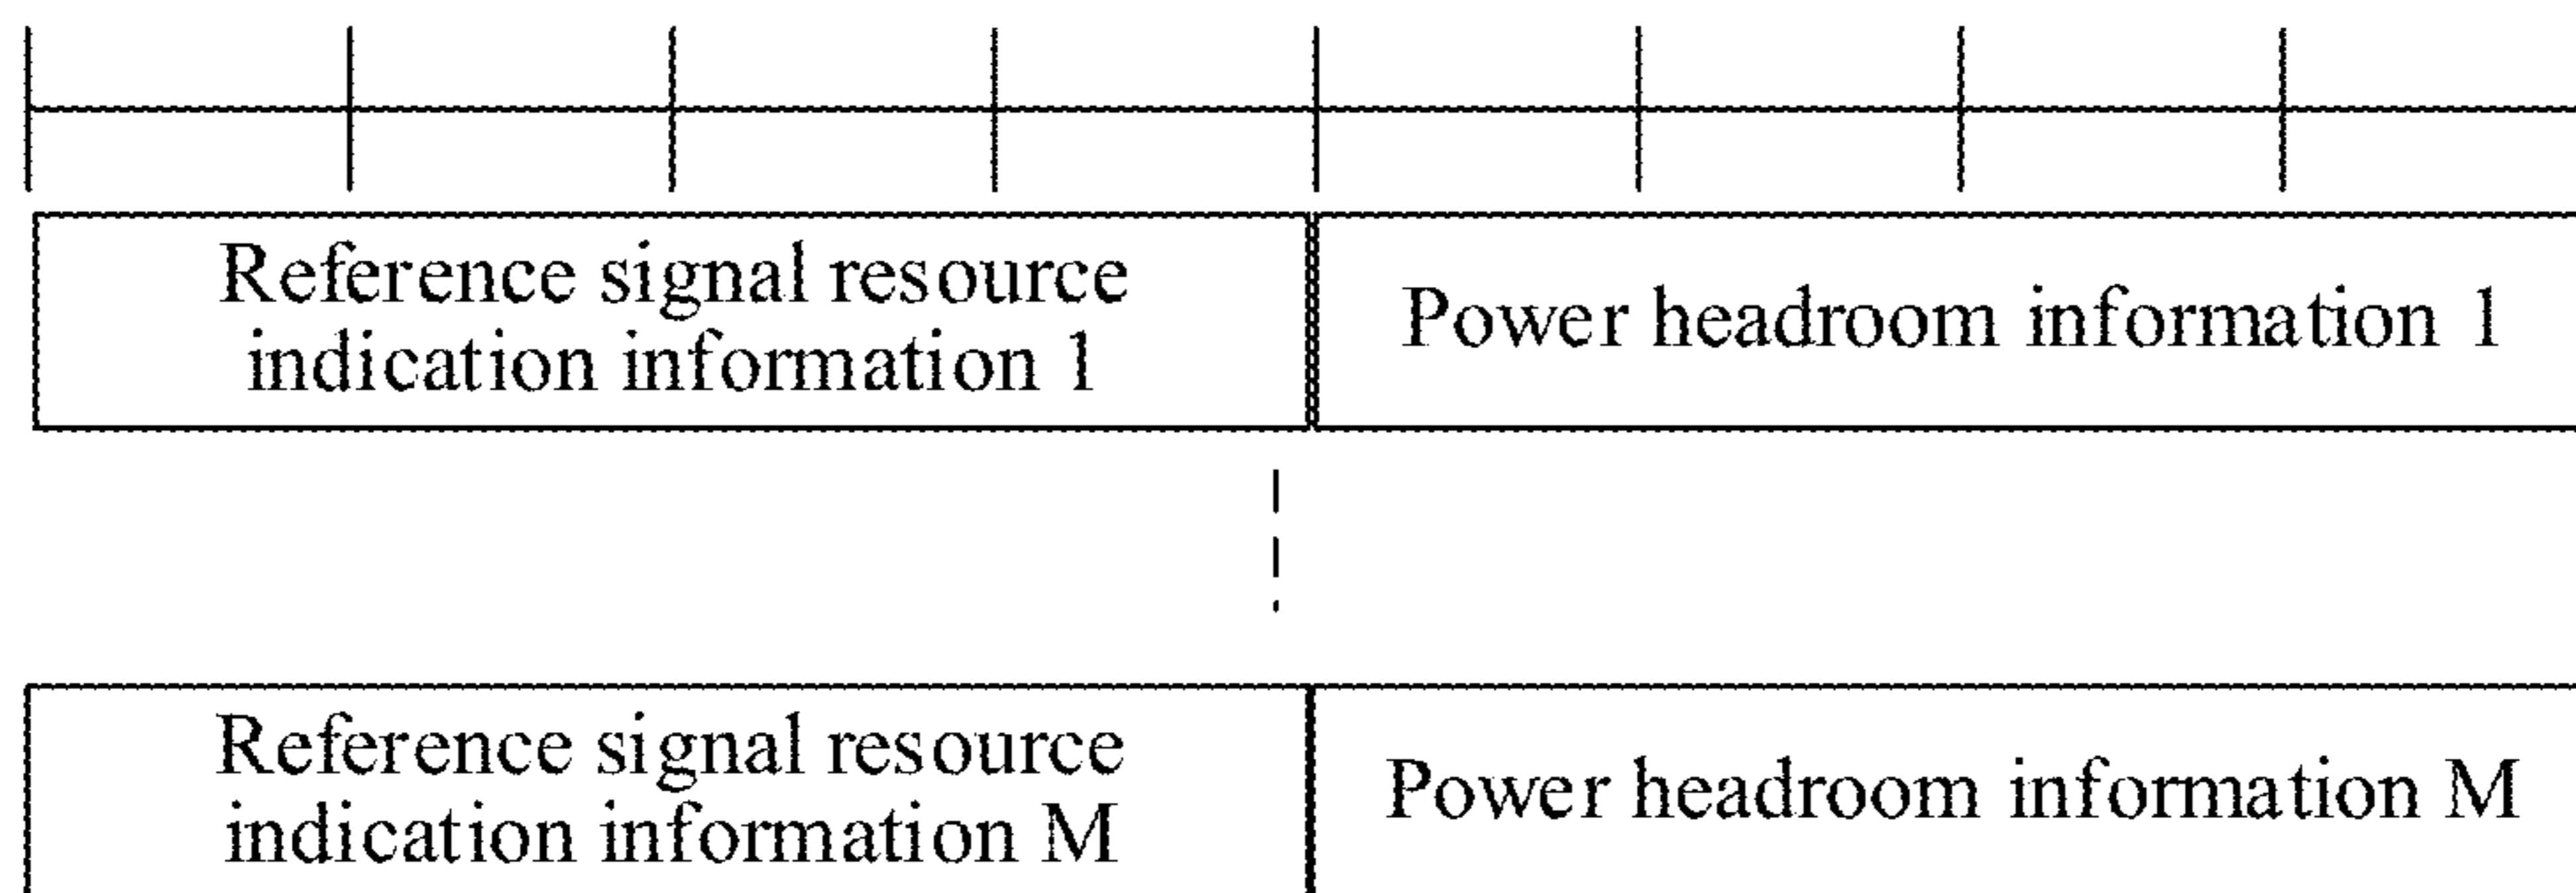 Reference signal resource
indication information 1
Power headroom information 1
Reference signal resource
indication information M
Power headroom information M